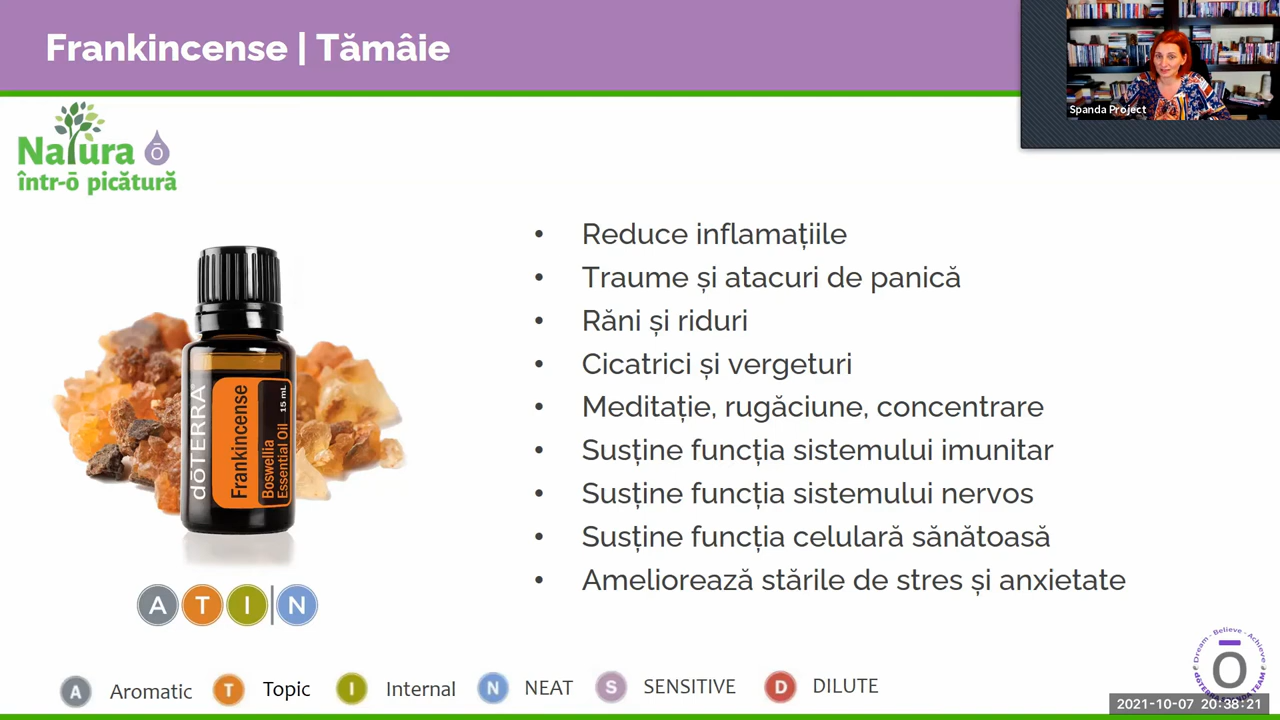 Frankincense | Tămâie
Spanda Project
Natura ō
într-ō picătură
• Reduce inflamațiile
• Traume și atacuri de panică
• Răni și riduri
• Cicatrici și vergeturi
• Meditație, rugăciune, concentrare
• Susține funcția sistemului imunitar
• Susține funcția sistemului nervos
• Susține funcția celulară sănătoasă
• Ameliorează stările de stres și anxietate
dōTERRA
Frankincense
Boswellia
Essential Oil 15 mL
A T I | N
A Aromatic T Topic I Internal N NEAT S SENSITIVE D DILUTE
Dream - Believe - Achieve
ō
dōTERRA SPANDA TEAM
2021-10-07 20:38:21